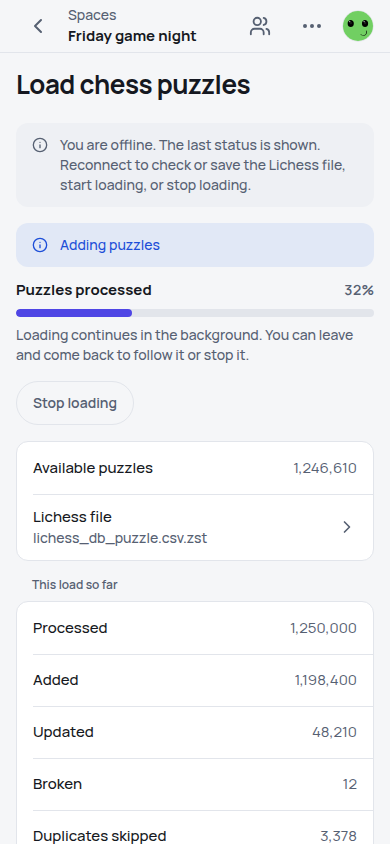 Spaces
Friday game night
Load chess puzzles
You are offline. The last status is shown.
Reconnect to check or save the Lichess file,
start loading, or stop loading.
Adding puzzles
Puzzles processed 32%
Loading continues in the background. You can leave
and come back to follow it or stop it.
Stop loading
Available puzzles 1,246,610
Lichess file
lichess_db_puzzle.csv.zst
This load so far
Processed 1,250,000
Added 1,198,400
Updated 48,210
Broken 12
Duplicates skipped 3,378